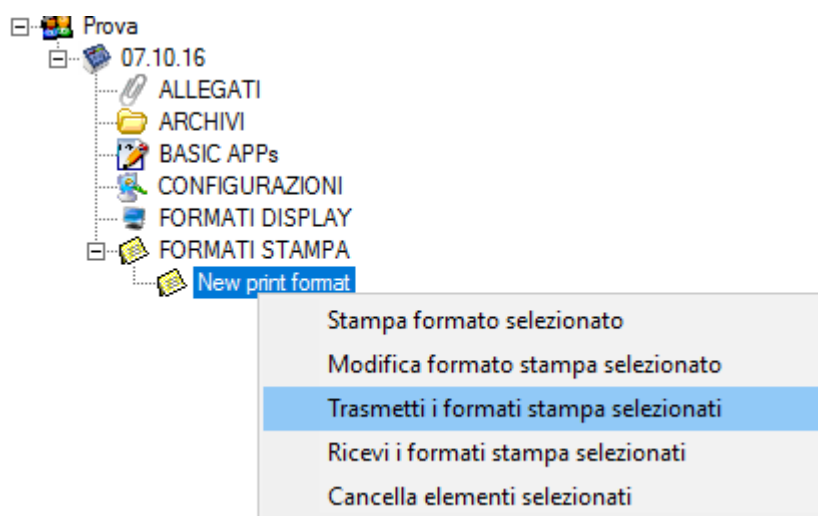 Prova
07.10.16
ALLEGATI
ARCHIVI
BASIC APPs
CONFIGURAZIONI
FORMATI DISPLAY
FORMATI STAMPA
New print format
Stampa formato selezionato
Modifica formato stampa selezionato
Trasmetti i formati stampa selezionati
Ricevi i formati stampa selezionati
Cancella elementi selezionati